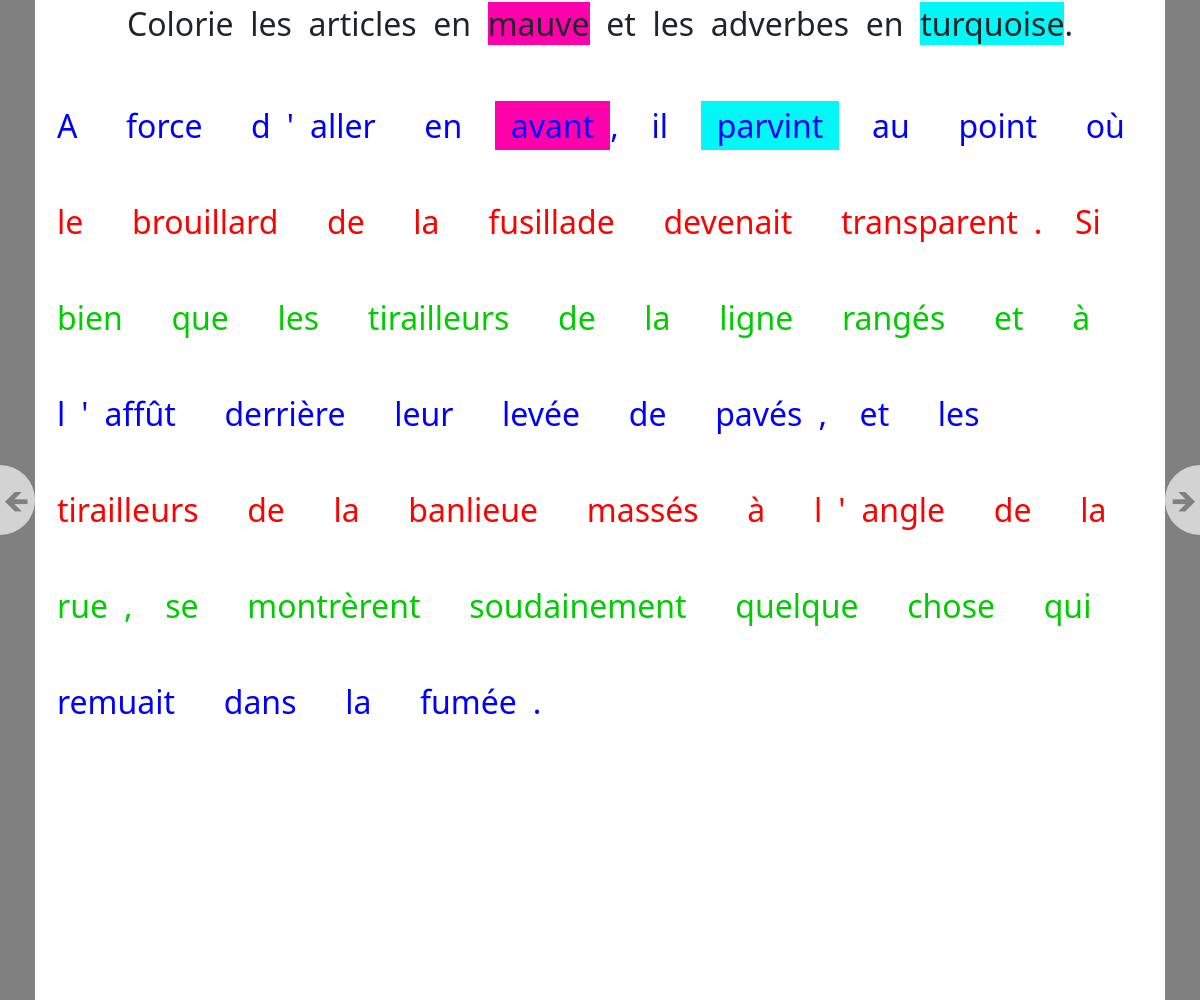 Colorie les articles en mauve et les adverbes en turquoise.
A force d ' aller en avant , il parvint au point où
le brouillard de la fusillade devenait transparent . Si
bien que les tirailleurs de la ligne rangés et à
l ' affût derrière leur levée de pavés , et les
tirailleurs de la banlieue massés à l ' angle de la
rue , se montrèrent soudainement quelque chose qui
remuait dans la fumée .